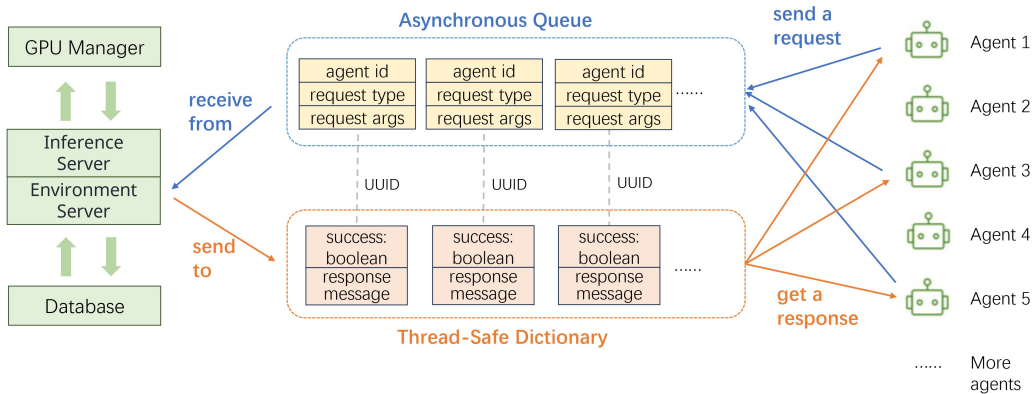 GPU Manager
Inference
Server
Environment
Server
Database
receive
from
send
to
Asynchronous Queue
agent id
request type
request args
agent id
request type
request args
agent id
request type
request args
......
UUID
UUID
UUID
success:
boolean
response
message
success:
boolean
response
message
success:
boolean
response
message
......
Thread-Safe Dictionary
send a
request
get a
response
Agent 1
Agent 2
Agent 3
Agent 4
Agent 5
...... More
agents